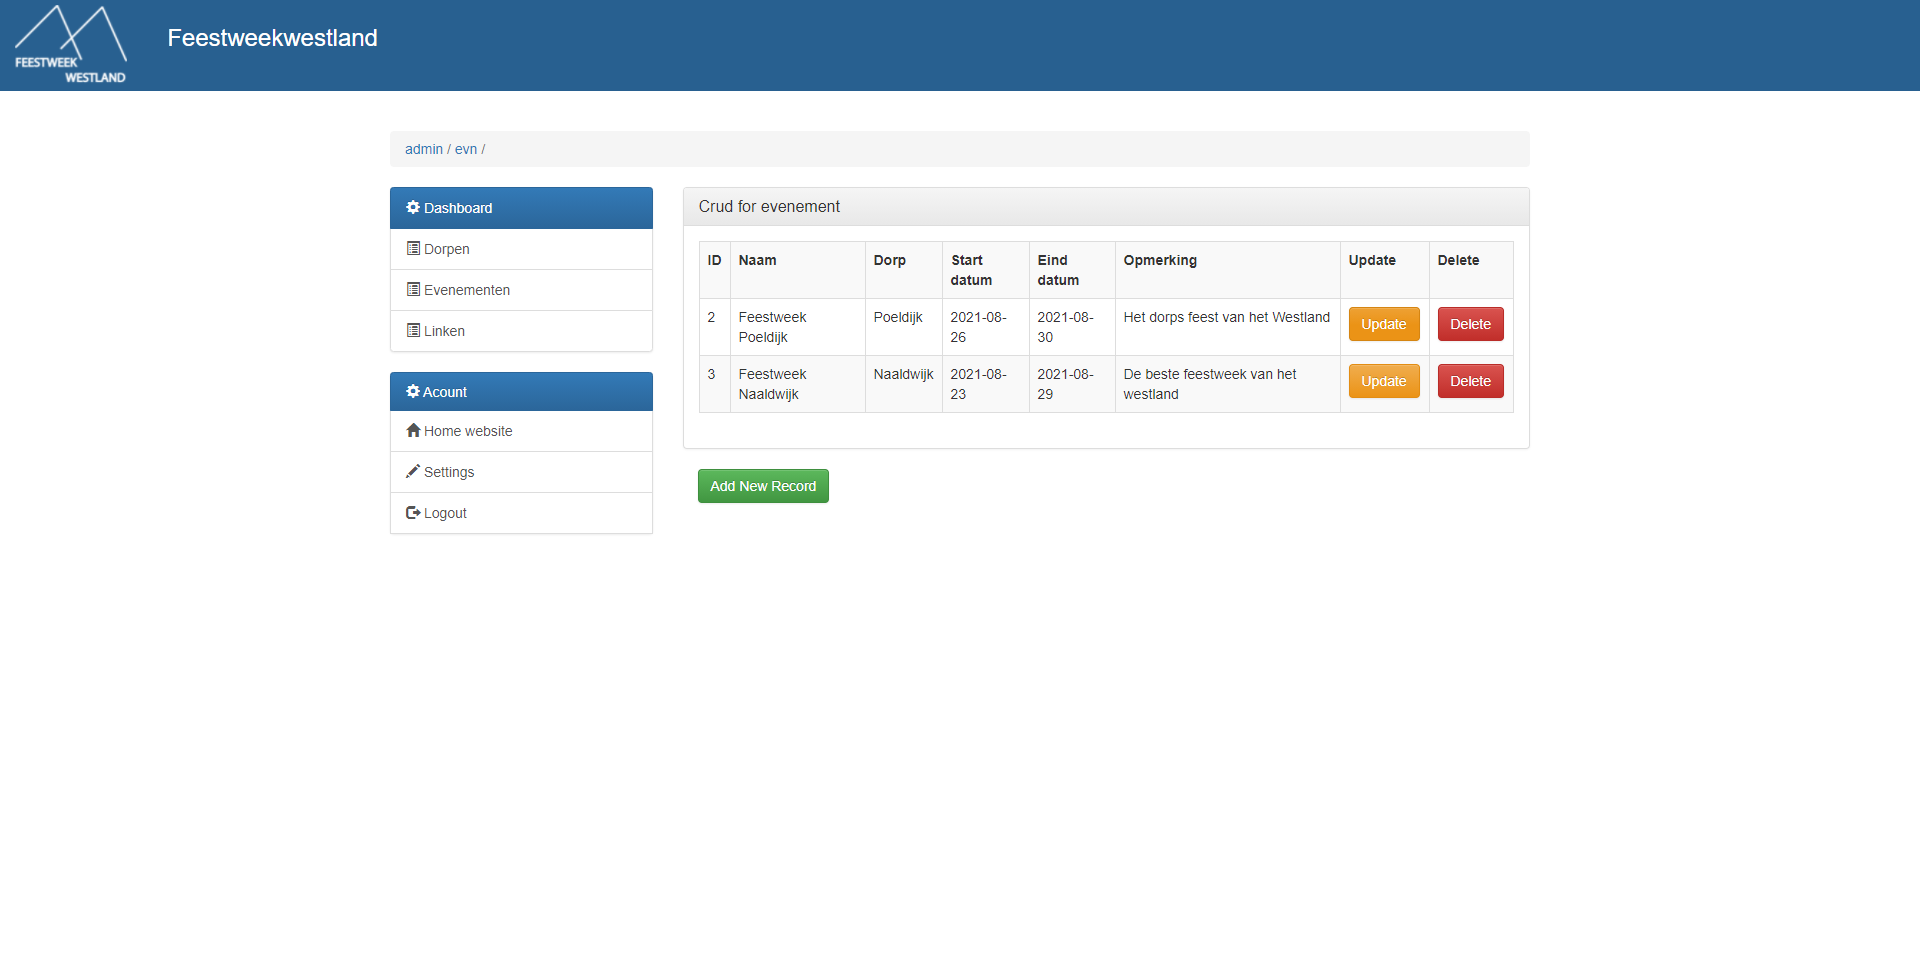 FEESTWEEK
WESTLAND
Feestweekwestland
admin / evn /
Dashboard
Dorpen
Evenementen
Linken
Acount
Home website
Settings
Logout
Crud for evenement
ID Naam Dorp Start datum Eind datum Opmerking Update Delete
2 Feestweek Poeldijk Poeldijk 2021-08-26 2021-08-30 Het dorps feest van het Westland Update Delete
3 Feestweek Naaldwijk Naaldwijk 2021-08-23 2021-08-29 De beste feestweek van het westland Update Delete
Add New Record